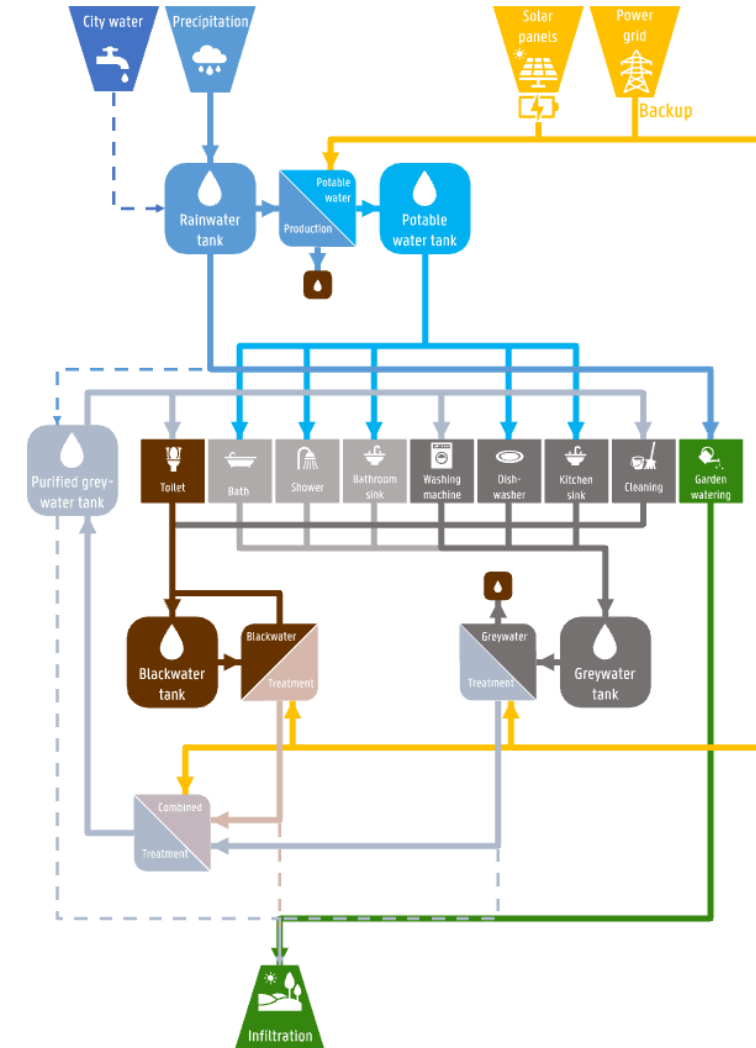 City water
Precipitation
Solar
panels
Power
grid
Backup
Rainwater
tank
Potable
water
Production
Potable
water tank
Purified grey-
water tank
Toilet
Bath
Shower
Bathroom
sink
Washing
machine
Dish-
washer
Kitchen
sink
Cleaning
Garden
watering
Blackwater
tank
Blackwater
Treatment
Greywater
Treatment
Greywater
tank
Combined
Treatment
Infiltration